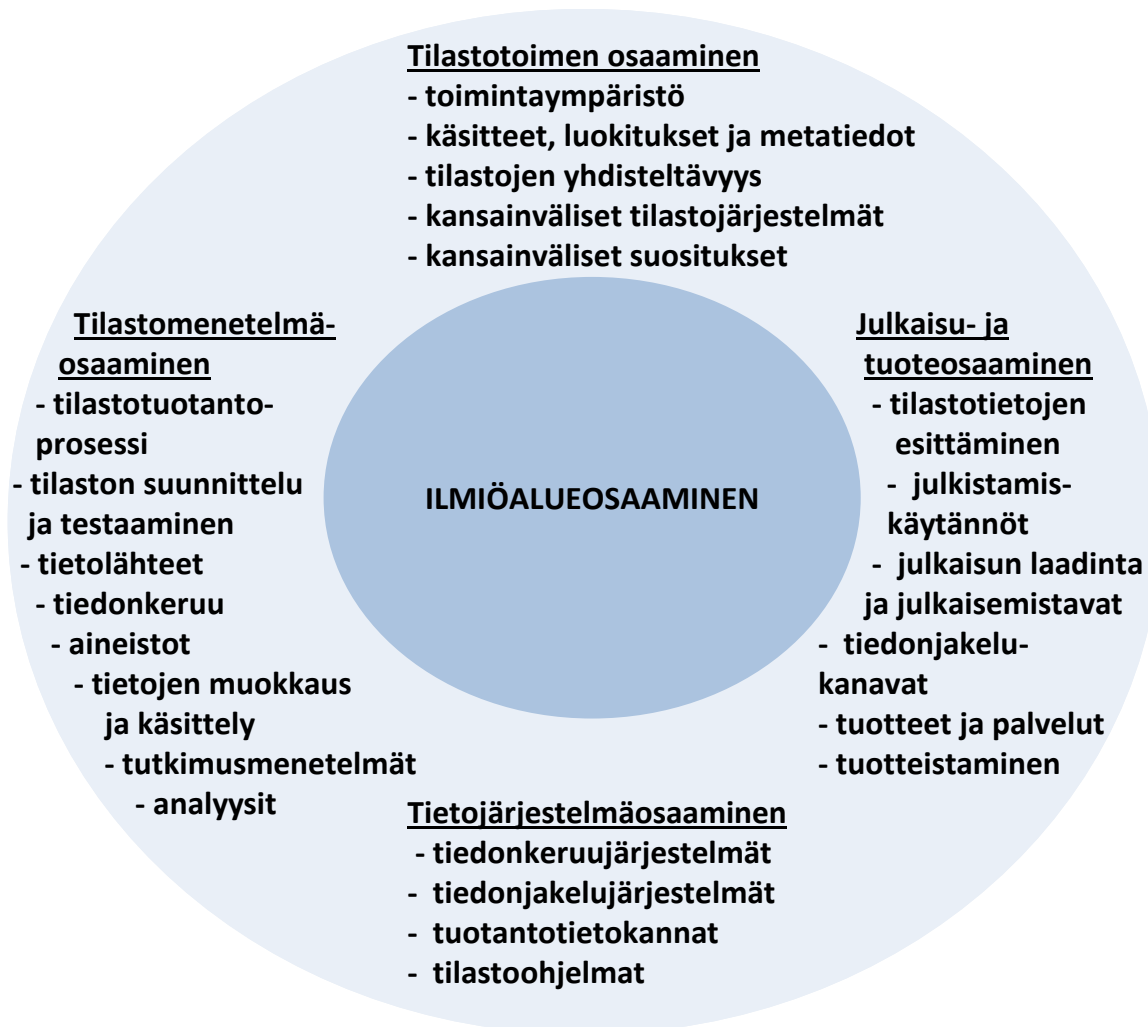 Tilastotoimen osaaminen
- toimintaympäristö
- käsitteet, luokitukset ja metatiedot
- tilastojen yhdisteltävyys
- kansainväliset tilastojärjestelmät
- kansainväliset suositukset
Tilastomenetelmä-
osaaminen
- tilastotuotanto-
prosessi
- tilaston suunnittelu
ja testaaminen
- tietolähteet
- tiedonkeruu
- aineistot
- tietojen muokkaus
ja käsittely
- tutkimusmenetelmät
- analyysit
ILMIÖALUEOSAAMINEN
Julkaisu- ja
tuoteosaaminen
- tilastotietojen
esittäminen
- julkistamis-
käytännöt
- julkaisun laadinta
ja julkaisemistavat
- tiedonjakelu-
kanavat
- tuotteet ja palvelut
- tuotteistaminen
Tietojärjestelmäosaaminen
- tiedonkeruujärjestelmät
- tiedonjakelujärjestelmät
- tuotantotietokannat
- tilastoohjelmat